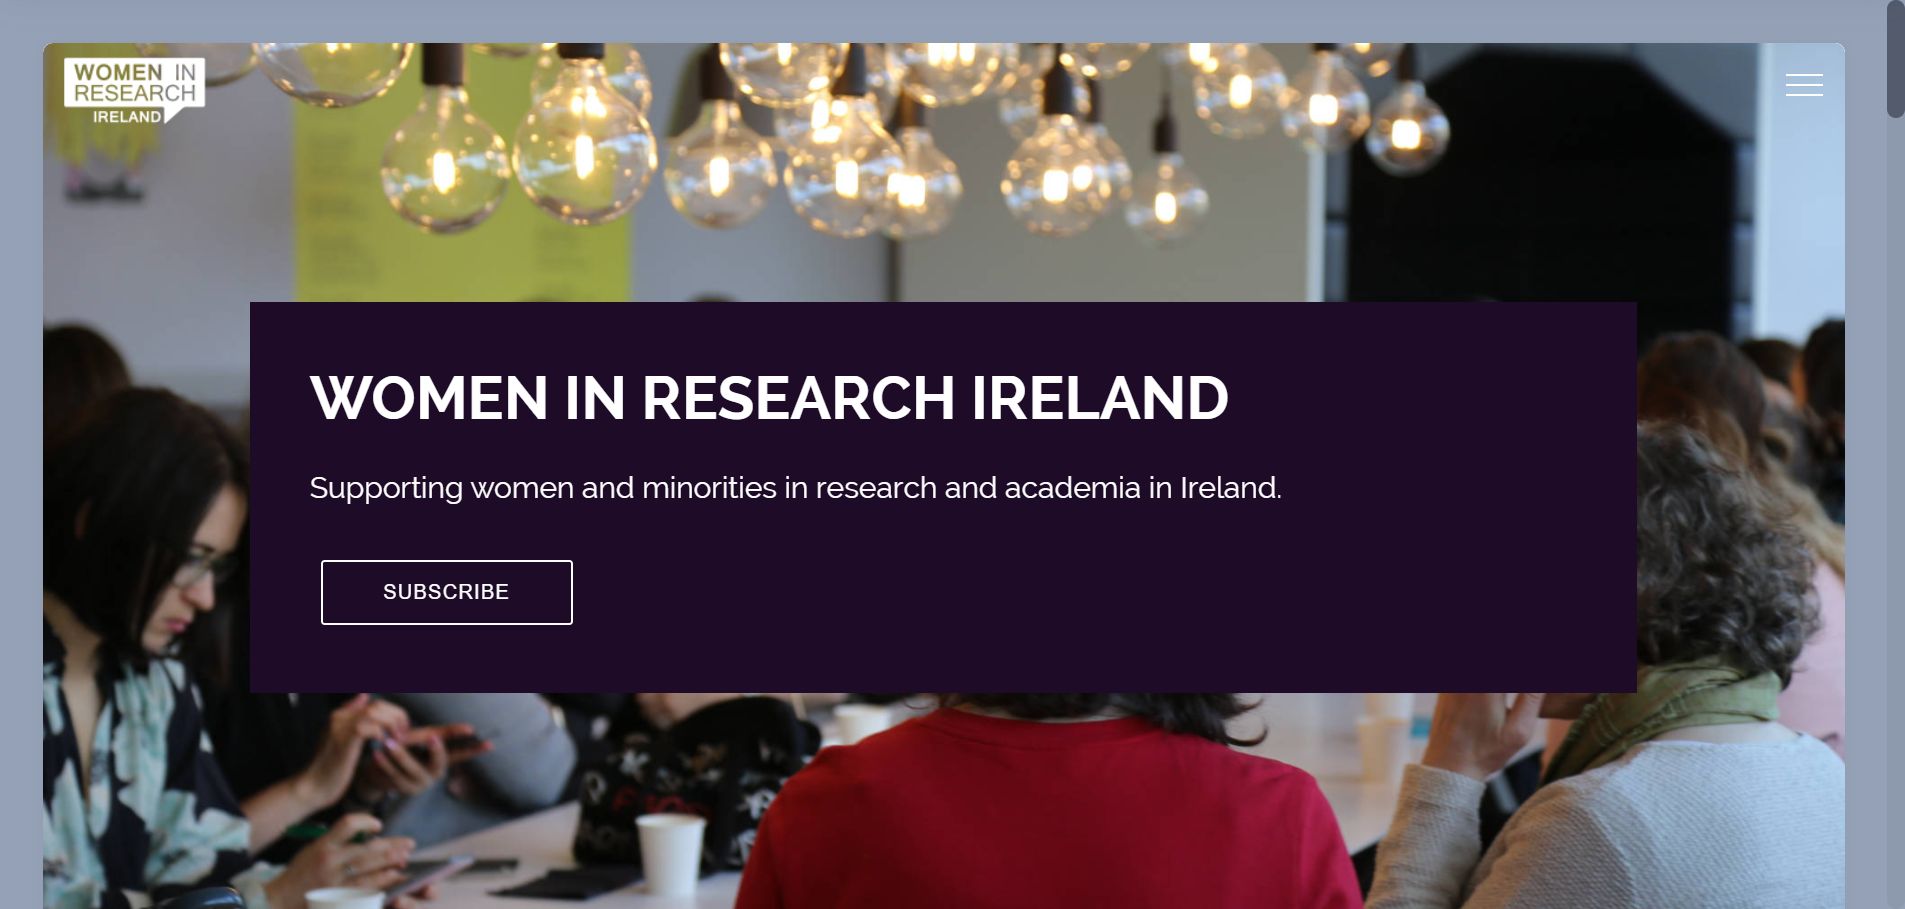 WOMEN IN
RESEARCH
IRELAND
WOMEN IN RESEARCH IRELAND
Supporting women and minorities in research and academia in Ireland.
SUBSCRIBE